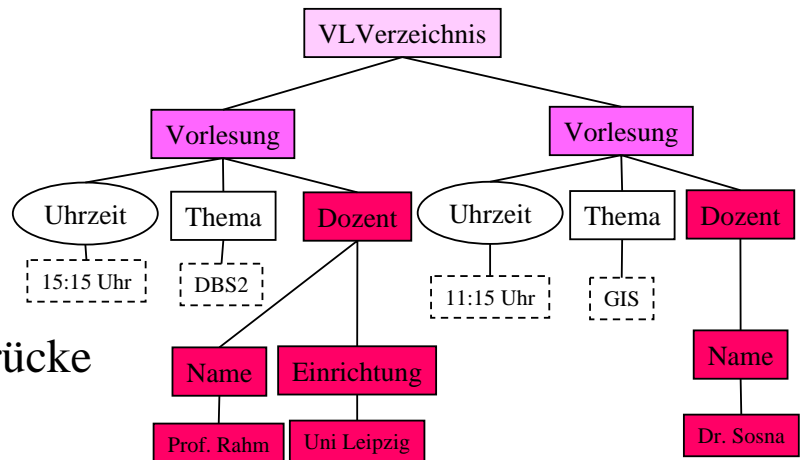 VLVerzeichnis
Vorlesung Vorlesung
Uhrzeit Thema Dozent Uhrzeit Thema Dozent
15:15 Uhr DBS2 11:15 Uhr GIS
rücke
Name Einrichtung Name
Prof. Rahm Uni Leipzig Dr. Sosna